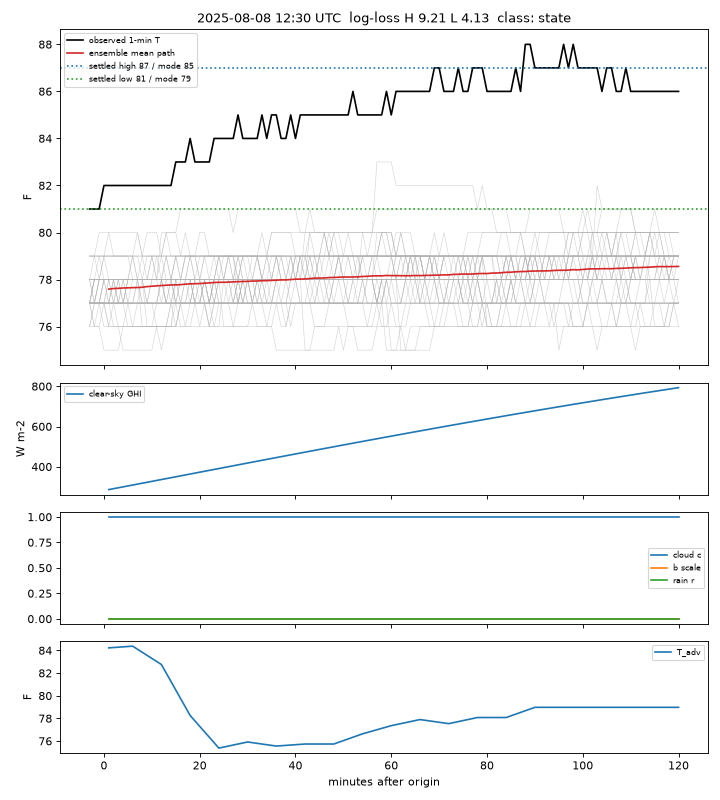 2025-08-08 12:30 UTC  log-loss H 9.21 L 4.13  class: state
observed 1-min T
ensemble mean path
settled high 87 / mode 85
settled low 81 / mode 79
88
86
84
82
80
78
76
F
clear-sky GHI
800
600
400
W m-2
1.00
0.75
0.50
0.25
0.00
cloud c
b scale
rain r
T_adv
84
82
80
78
76
F
0
20
40
60
80
100
120
minutes after origin